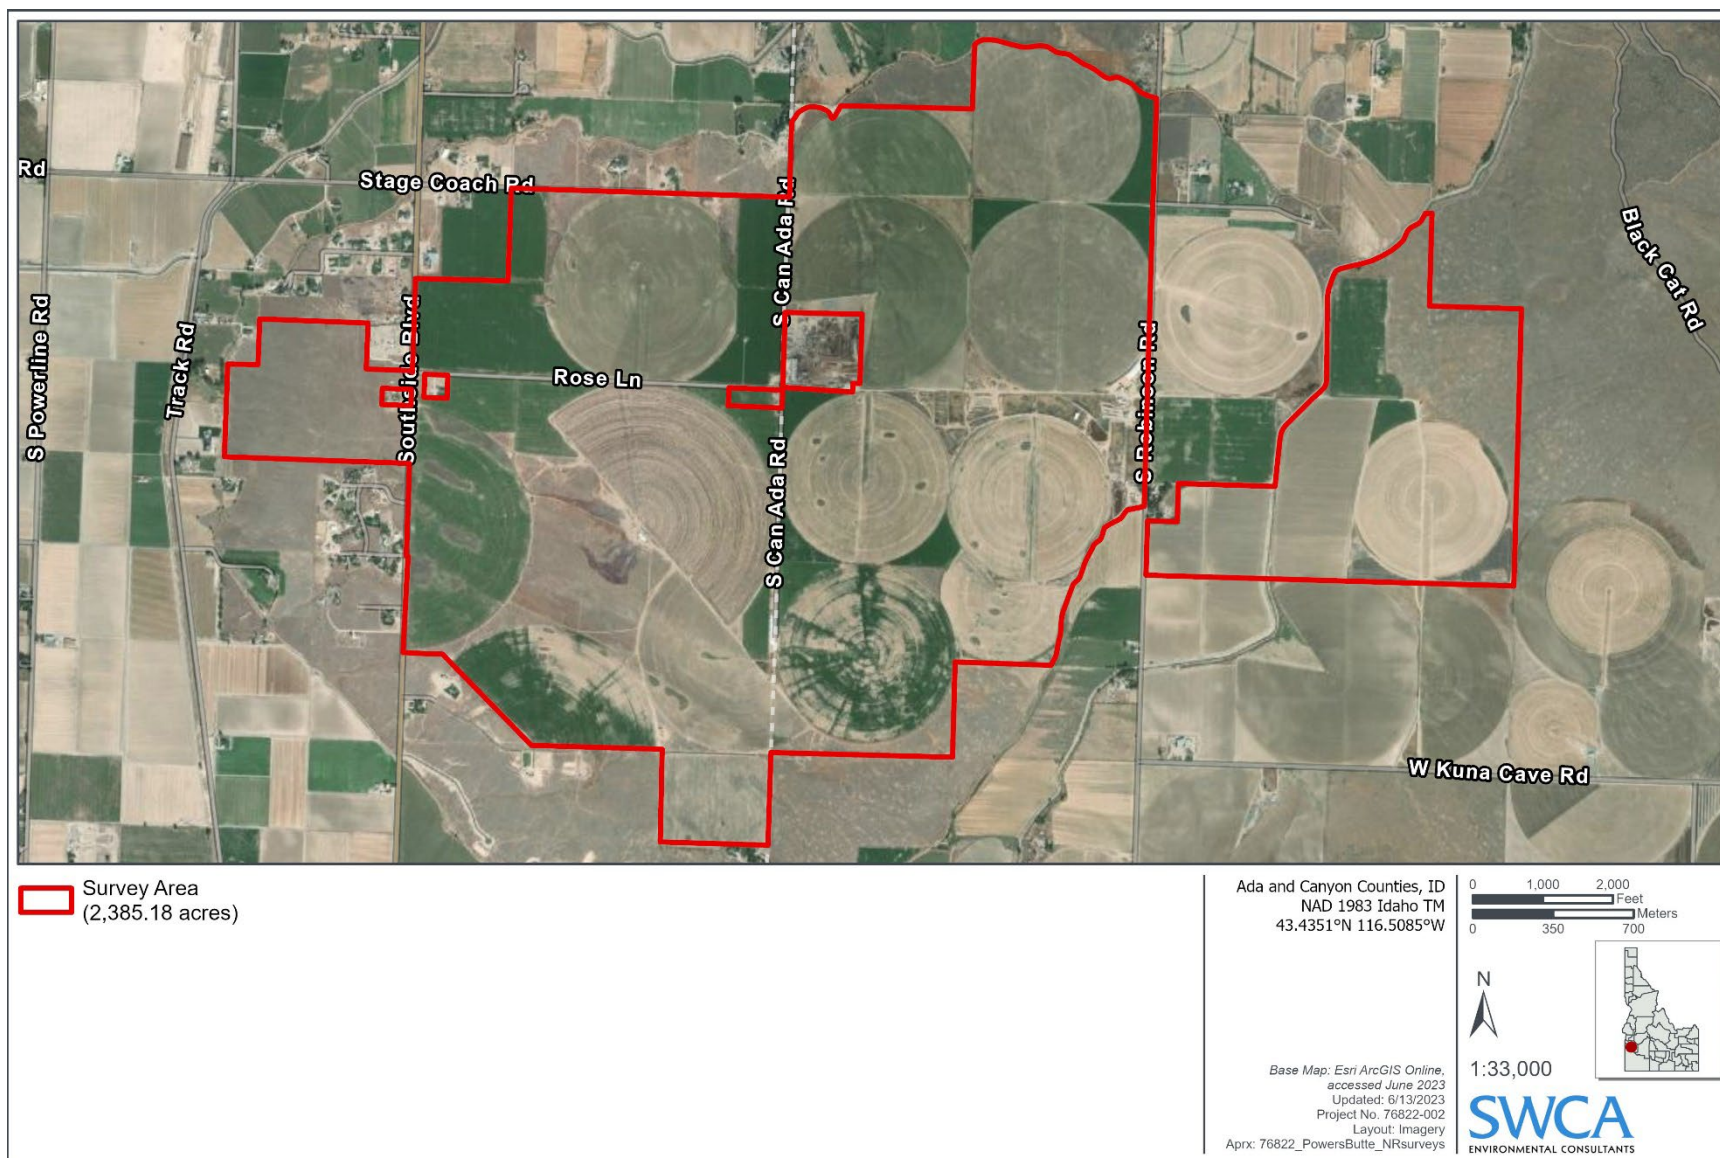 Rd
Stage Coach Rd
S Can Ada Rd
Black Cat Rd
S Powerline Rd
Track Rd
Southside Blvd
Rose Ln
S Robinson Rd
S Can Ada Rd
W Kuna Cave Rd
Survey Area
(2,385.18 acres)
Ada and Canyon Counties, ID
NAD 1983 Idaho TM
43.4351°N 116.5085°W
Base Map: Esri ArcGIS Online,
accessed June 2023
Updated: 6/13/2023
Project No. 76822-002
Layout: Imagery
Aprx: 76822_PowersButte_NRsurveys
0 1,000 2,000
Feet
Meters
0 350 700
N
1:33,000
SWCA
ENVIRONMENTAL CONSULTANTS